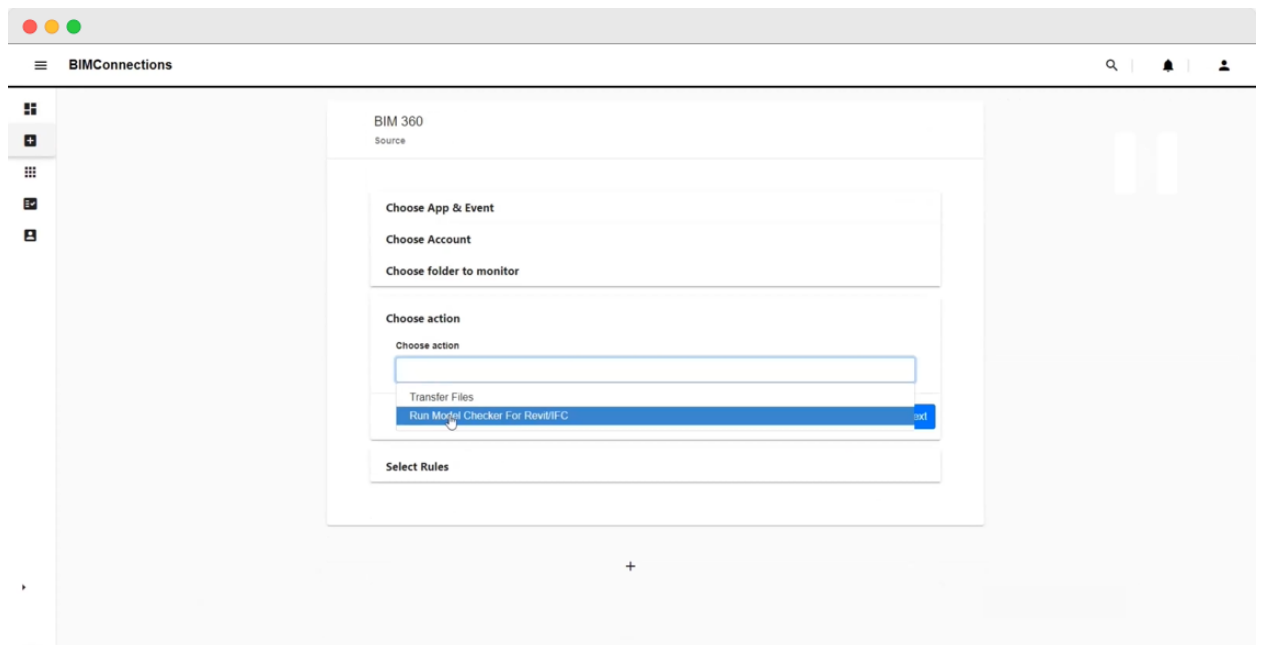 BIMConnections
BIM 360
Source
Choose App & Event
Choose Account
Choose folder to monitor
Choose action
Choose action
Transfer Files
Run Model Checker For Revit/IFC
ext
Select Rules